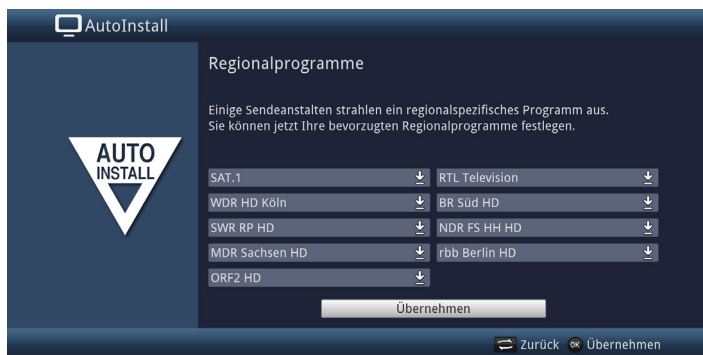 AutoInstall
Regionalprogramme
Einige Sendeanstalten strahlen ein regionalspezifisches Programm aus.
Sie können jetzt Ihre bevorzugten Regionalprogramme festlegen.
AUTO
INSTALL
SAT.1
RTL Television
WDR HD Köln
BR Süd HD
SWR RP HD
NDR FS HH HD
MDR Sachsen HD
rbb Berlin HD
ORF2 HD
Übernehmen
Zurück OK Übernehmen